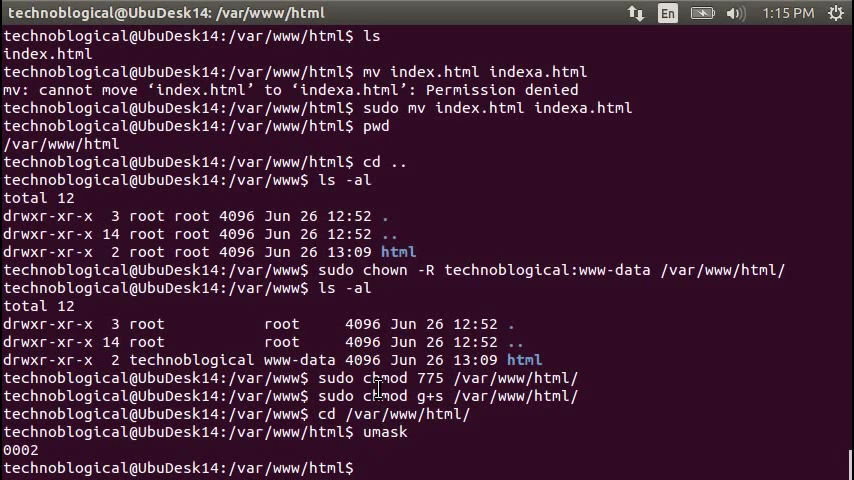 technoblogical@UbuDesk14: /var/www/html En 1:15 PM
technoblogical@UbuDesk14:/var/www/html$ ls
index.html
technoblogical@UbuDesk14:/var/www/html$ mv index.html indexa.html
mv: cannot move ‘index.html’ to ‘indexa.html’: Permission denied
technoblogical@UbuDesk14:/var/www/html$ sudo mv index.html indexa.html
technoblogical@UbuDesk14:/var/www/html$ pwd
/var/www/html
technoblogical@UbuDesk14:/var/www/html$ cd ..
technoblogical@UbuDesk14:/var/www$ ls -al
total 12
drwxr-xr-x 3 root root 4096 Jun 26 12:52 .
drwxr-xr-x 14 root root 4096 Jun 26 12:52 ..
drwxr-xr-x 2 root root 4096 Jun 26 13:09 html
technoblogical@UbuDesk14:/var/www$ sudo chown -R technoblogical:www-data /var/www/html/
technoblogical@UbuDesk14:/var/www$ ls -al
total 12
drwxr-xr-x 3 root root 4096 Jun 26 12:52 .
drwxr-xr-x 14 root root 4096 Jun 26 12:52 ..
drwxr-xr-x 2 technoblogical www-data 4096 Jun 26 13:09 html
technoblogical@UbuDesk14:/var/www$ sudo chmod 775 /var/www/html/
technoblogical@UbuDesk14:/var/www$ sudo chmod g+s /var/www/html/
technoblogical@UbuDesk14:/var/www$ cd /var/www/html/
technoblogical@UbuDesk14:/var/www/html$ umask
0002
technoblogical@UbuDesk14:/var/www/html$